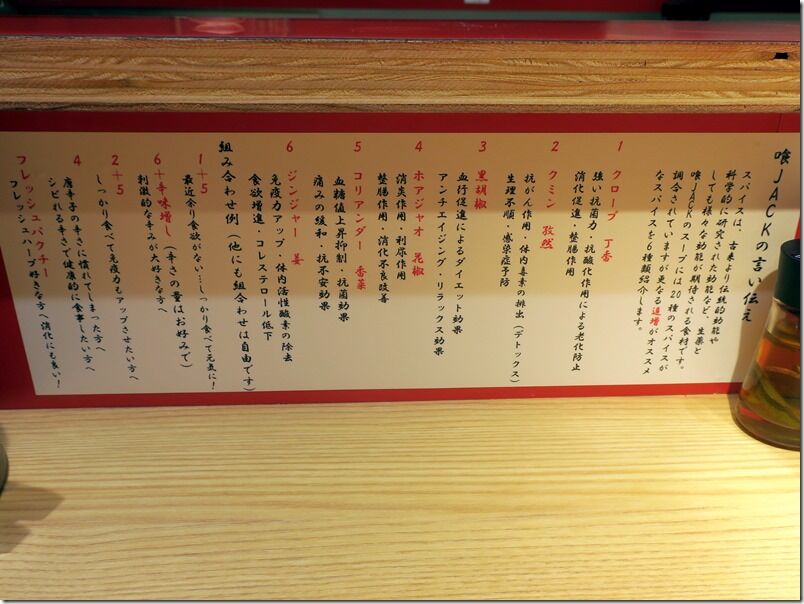 喰JACKの言い伝え
スパイスは、古来より伝統的効能や
科学的に研究された効能など、生薬と
しても様々な効能が期待される食材です。
喰JACKのスープには20種のスパイスが
調合されていますが更なる追増がオススメ
なスパイスを6種類紹介します。
1 クローブ 丁香
強い抗菌力・抗酸化作用による老化防止
消化促進・整腸作用
2 クミン 孜然
抗がん作用・体内毒素の排出（デトックス）
生理不順・感染症予防
3 黒胡椒
血行促進によるダイエット効果
アンチエイジング・リラックス効果
4 ホアジャオ 花椒
消炎作用・利尿作用
整腸作用・消化不良改善
5 コリアンダー 香菜
血糖値上昇抑制・抗菌効果
痛みの緩和・抗不安効果
6 ジンジャー 姜
免疫力アップ・体内活性酸素の除去
食欲増進・コレステロール低下
組み合わせ例（他にも組合わせは自由です）
1＋5
最近余り食欲がない…しっかり食べて元気に！
6＋辛味増し（辛さの量はお好みで）
刺激的な辛みが大好きな方へ
2＋5
しっかり食べて免疫力もアップさせたい方へ
4
唐辛子の辛さに慣れてしまった方へ
シビれる辛さで健康的に食事したい方へ
フレッシュパクチー
フレッシュハーブ好きな方へ消化にも良い！